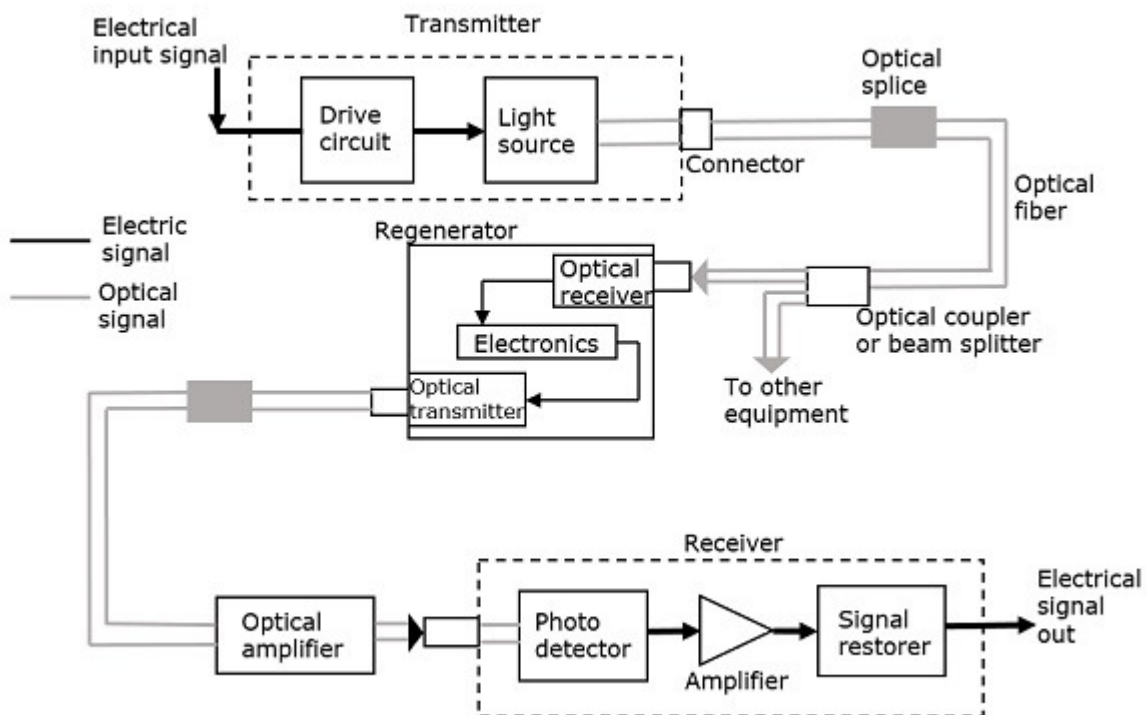 Electrical
input signal
Transmitter
Drive
circuit
Light
source
Connector
Optical
splice
Optical
fiber
Electric
signal
Optical
signal
Regenerator
Optical
receiver
Electronics
Optical
transmitter
Optical coupler
or beam splitter
To other
equipment
Receiver
Optical
amplifier
Photo
detector
Amplifier
Signal
restorer
Electrical
signal
out